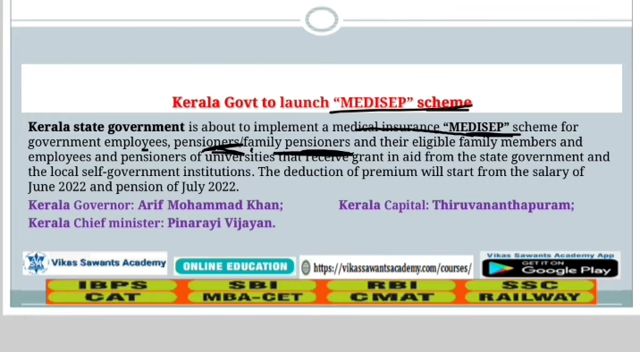 Kerala Govt to launch “MEDISEP” scheme
Kerala state government is about to implement a medical insurance “MEDISEP” scheme for
government employees, pensioners/family pensioners and their eligible family members and
employees and pensioners of universities that receive grant in aid from the state government and
the local self-government institutions. The deduction of premium will start from the salary of
June 2022 and pension of July 2022.
Kerala Governor: Arif Mohammad Khan; Kerala Capital: Thiruvananthapuram;
Kerala Chief minister: Pinarayi Vijayan.
Vikas Sawants Academy App
Vikas Sawants Academy ONLINE EDUCATION https://vikassawantsacademy.com/courses/ GET IT ON Google Play
IBPS SBI RBI SSC
CAT MBA-CET CMAT RAILWAY